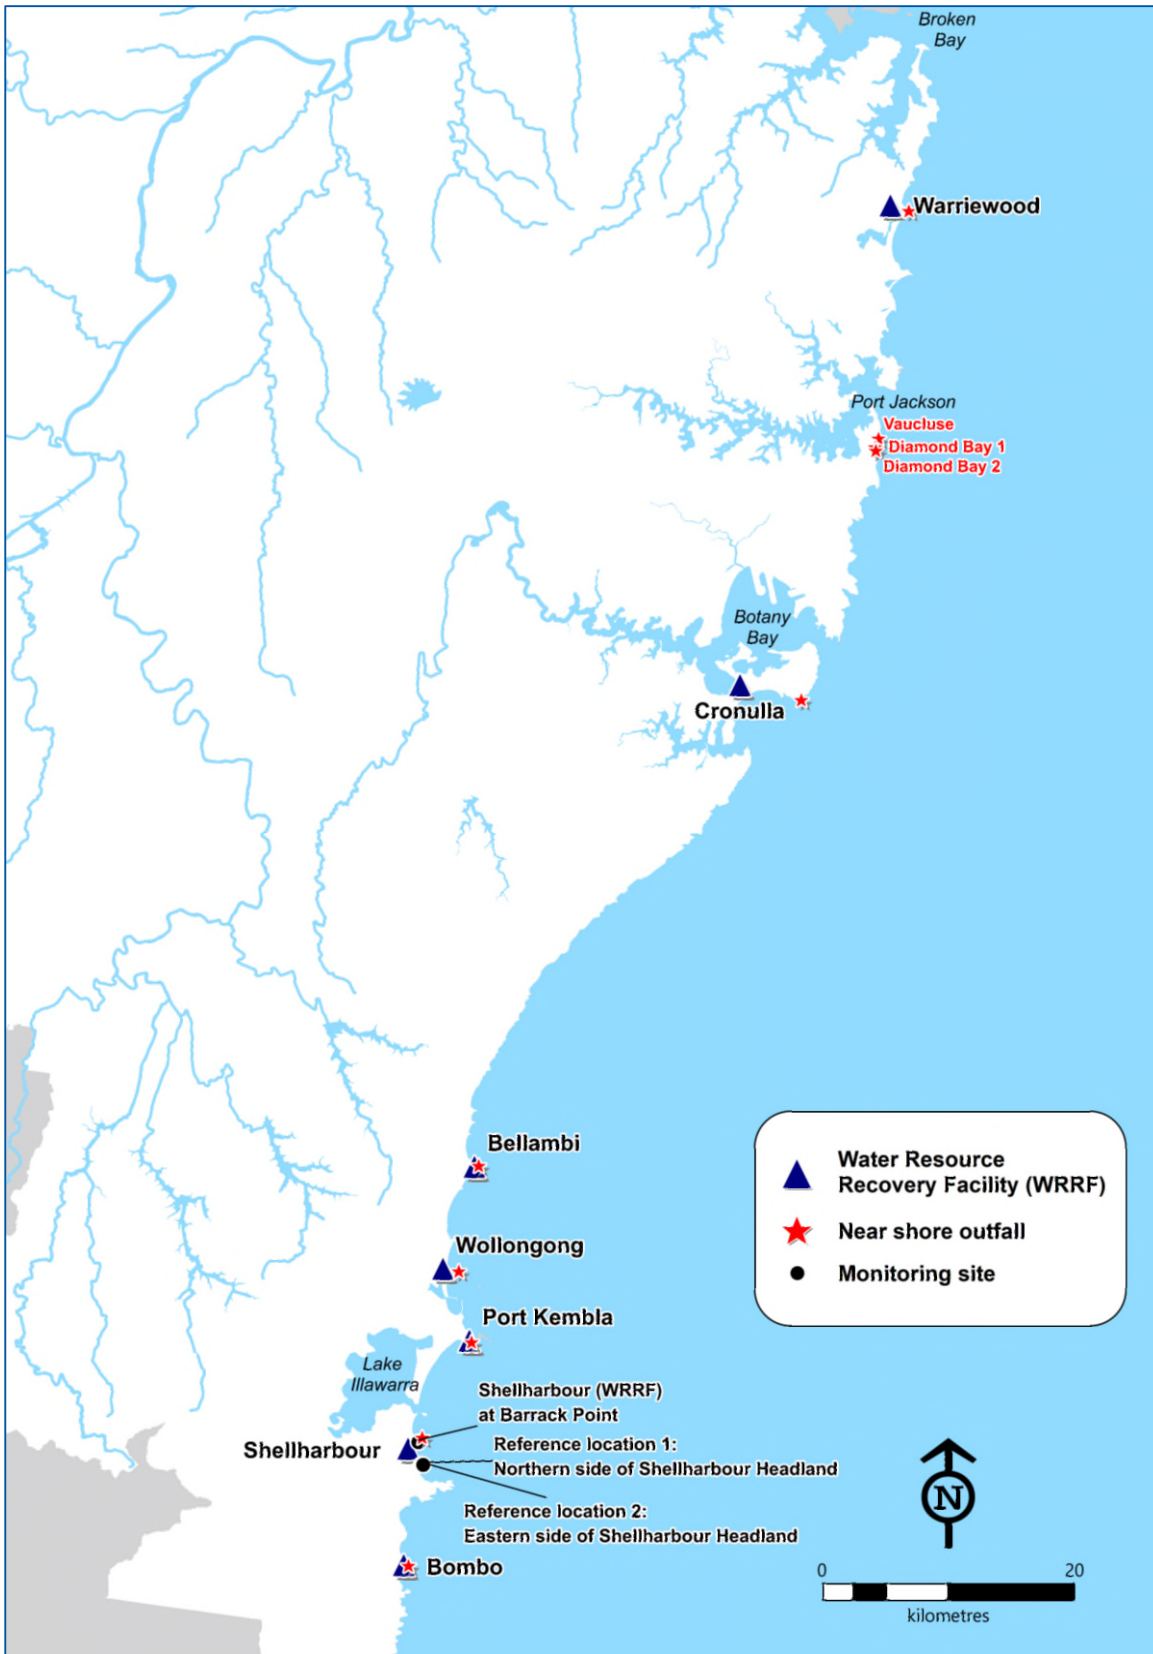 Broken
Bay
Warriewood
Port Jackson
Vaucluse
Diamond Bay 1
Diamond Bay 2
Botany
Bay
Cronulla
Bellambi
Water Resource
Recovery Facility (WRRF)
Near shore outfall
Monitoring site
Wollongong
Port Kembla
Lake
Illawarra
Shellharbour (WRRF)
at Barrack Point
Shellharbour
Reference location 1:
Northern side of Shellharbour Headland
Reference location 2:
Eastern side of Shellharbour Headland
Bombo
N
0 20
kilometres